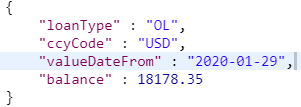 {
"loanType" : "OL",
"ccyCode" : "USD",
"valueDateFrom" : "2020-01-29",
"balance" : 18178.35
}